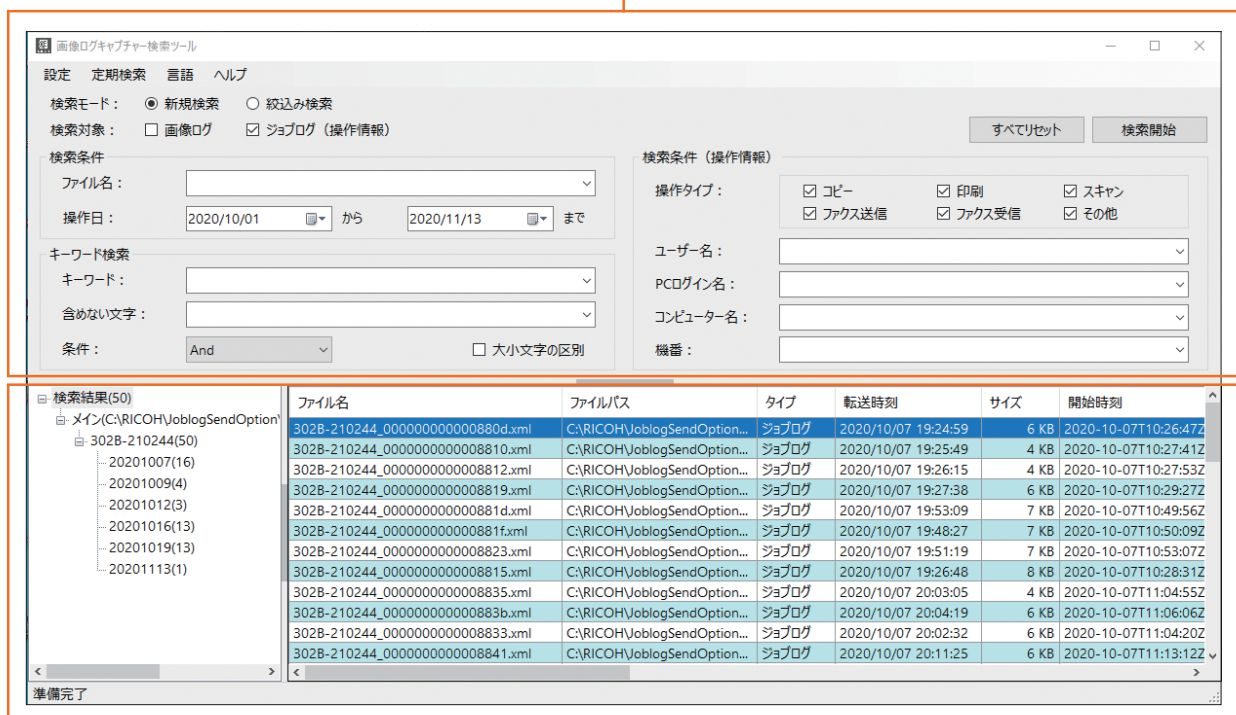 画像ログキャプチャー検索ツール
設定 定期検索 言語 ヘルプ
検索モード： 新規検索 絞込み検索
検索対象： 画像ログ ジョブログ（操作情報）
すべてリセット 検索開始
検索条件
ファイル名：
操作日： 2020/10/01 から 2020/11/13 まで
キーワード検索
キーワード：
含めない文字：
条件： And 大小文字の区別
検索条件（操作情報）
操作タイプ： コピー 印刷 スキャン
ファクス送信 ファクス受信 その他
ユーザー名：
PCログイン名：
コンピューター名：
機番：
検索結果(50)
メイン(C:\RICOH\JoblogSendOption\
302B-210244(50)
20201007(16)
20201009(4)
20201012(3)
20201016(13)
20201019(13)
20201113(1)
ファイル名 ファイルパス タイプ 転送時刻 サイズ 開始時刻
302B-210244_000000000000880d.xml C:\RICOH\JoblogSendOption... ジョブログ 2020/10/07 19:24:59 6 KB 2020-10-07T10:26:47Z
302B-210244_0000000000008810.xml C:\RICOH\JoblogSendOption... ジョブログ 2020/10/07 19:25:49 4 KB 2020-10-07T10:27:41Z
302B-210244_0000000000008812.xml C:\RICOH\JoblogSendOption... ジョブログ 2020/10/07 19:26:15 4 KB 2020-10-07T10:27:53Z
302B-210244_0000000000008819.xml C:\RICOH\JoblogSendOption... ジョブログ 2020/10/07 19:27:38 6 KB 2020-10-07T10:29:27Z
302B-210244_000000000000881d.xml C:\RICOH\JoblogSendOption... ジョブログ 2020/10/07 19:53:09 7 KB 2020-10-07T10:49:56Z
302B-210244_000000000000881f.xml C:\RICOH\JoblogSendOption... ジョブログ 2020/10/07 19:48:27 7 KB 2020-10-07T10:50:09Z
302B-210244_0000000000008823.xml C:\RICOH\JoblogSendOption... ジョブログ 2020/10/07 19:51:19 7 KB 2020-10-07T10:53:07Z
302B-210244_0000000000008815.xml C:\RICOH\JoblogSendOption... ジョブログ 2020/10/07 19:26:48 8 KB 2020-10-07T10:28:31Z
302B-210244_0000000000008835.xml C:\RICOH\JoblogSendOption... ジョブログ 2020/10/07 20:03:05 4 KB 2020-10-07T11:04:55Z
302B-210244_000000000000883b.xml C:\RICOH\JoblogSendOption... ジョブログ 2020/10/07 20:04:19 6 KB 2020-10-07T11:06:06Z
302B-210244_0000000000008833.xml C:\RICOH\JoblogSendOption... ジョブログ 2020/10/07 20:02:32 6 KB 2020-10-07T11:04:20Z
302B-210244_0000000000008841.xml C:\RICOH\JoblogSendOption... ジョブログ 2020/10/07 20:11:25 6 KB 2020-10-07T11:13:12Z
準備完了